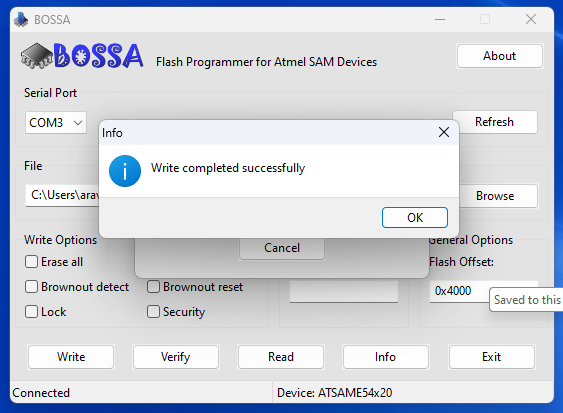 BOSSA
BOSSA
Flash Programmer for Atmel SAM Devices
About
Serial Port
COM3
Refresh
Info
Write completed successfully
OK
File
C:\Users\arav
Browse
Cancel
Write Options
General Options
Erase all
Flash Offset:
Brownout detect
Brownout reset
0x4000
Saved to this
Lock
Security
Write
Verify
Read
Info
Exit
Connected
Device: ATSAME54x20